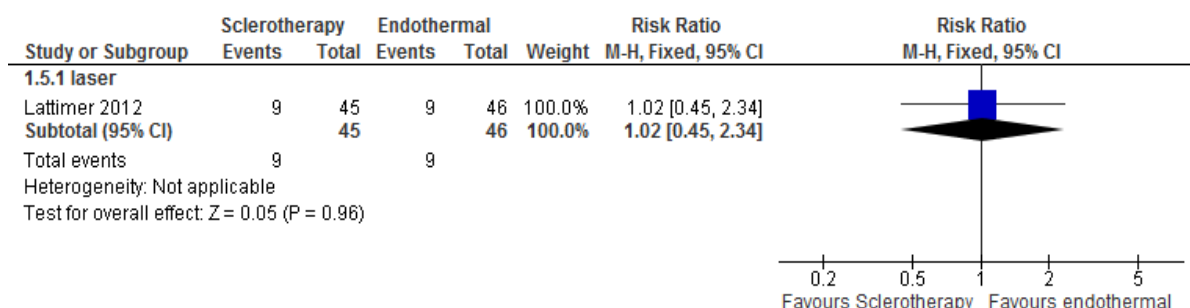 Sclerotherapy Endothermal Risk Ratio Risk Ratio
Study or Subgroup Events Total Events Total Weight M-H, Fixed, 95% CI M-H, Fixed, 95% CI
1.5.1 laser
Lattimer 2012 9 45 9 46 100.0% 1.02 [0.45, 2.34]
Subtotal (95% CI) 45 46 100.0% 1.02 [0.45, 2.34]
Total events 9 9
Heterogeneity: Not applicable
Test for overall effect: Z = 0.05 (P = 0.96)
0.2 0.5 1 2 5
Favours Sclerotherapy Favours endothermal